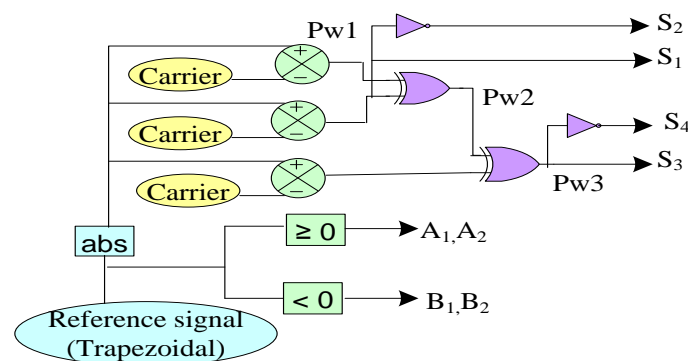 Pw1
S₂
+
Carrier
−
S₁
+
Carrier
−
Pw2
S₄
+
Carrier
−
S₃
Pw3
abs
≥ 0
A₁,A₂
< 0
B₁,B₂
Reference signal
(Trapezoidal)